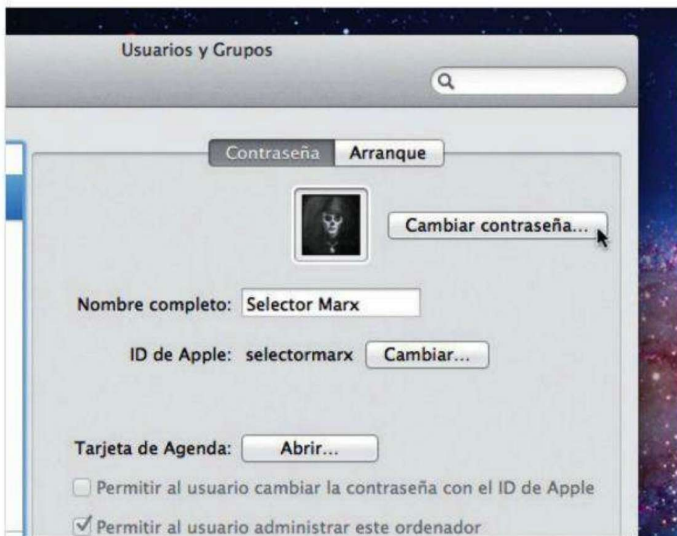 Usuarios y Grupos
Contraseña Arranque
Cambiar contraseña...
Nombre completo: Selector Marx
ID de Apple: selectormarx Cambiar...
Tarjeta de Agenda: Abrir...
Permitir al usuario cambiar la contraseña con el ID de Apple
Permitir al usuario administrar este ordenador